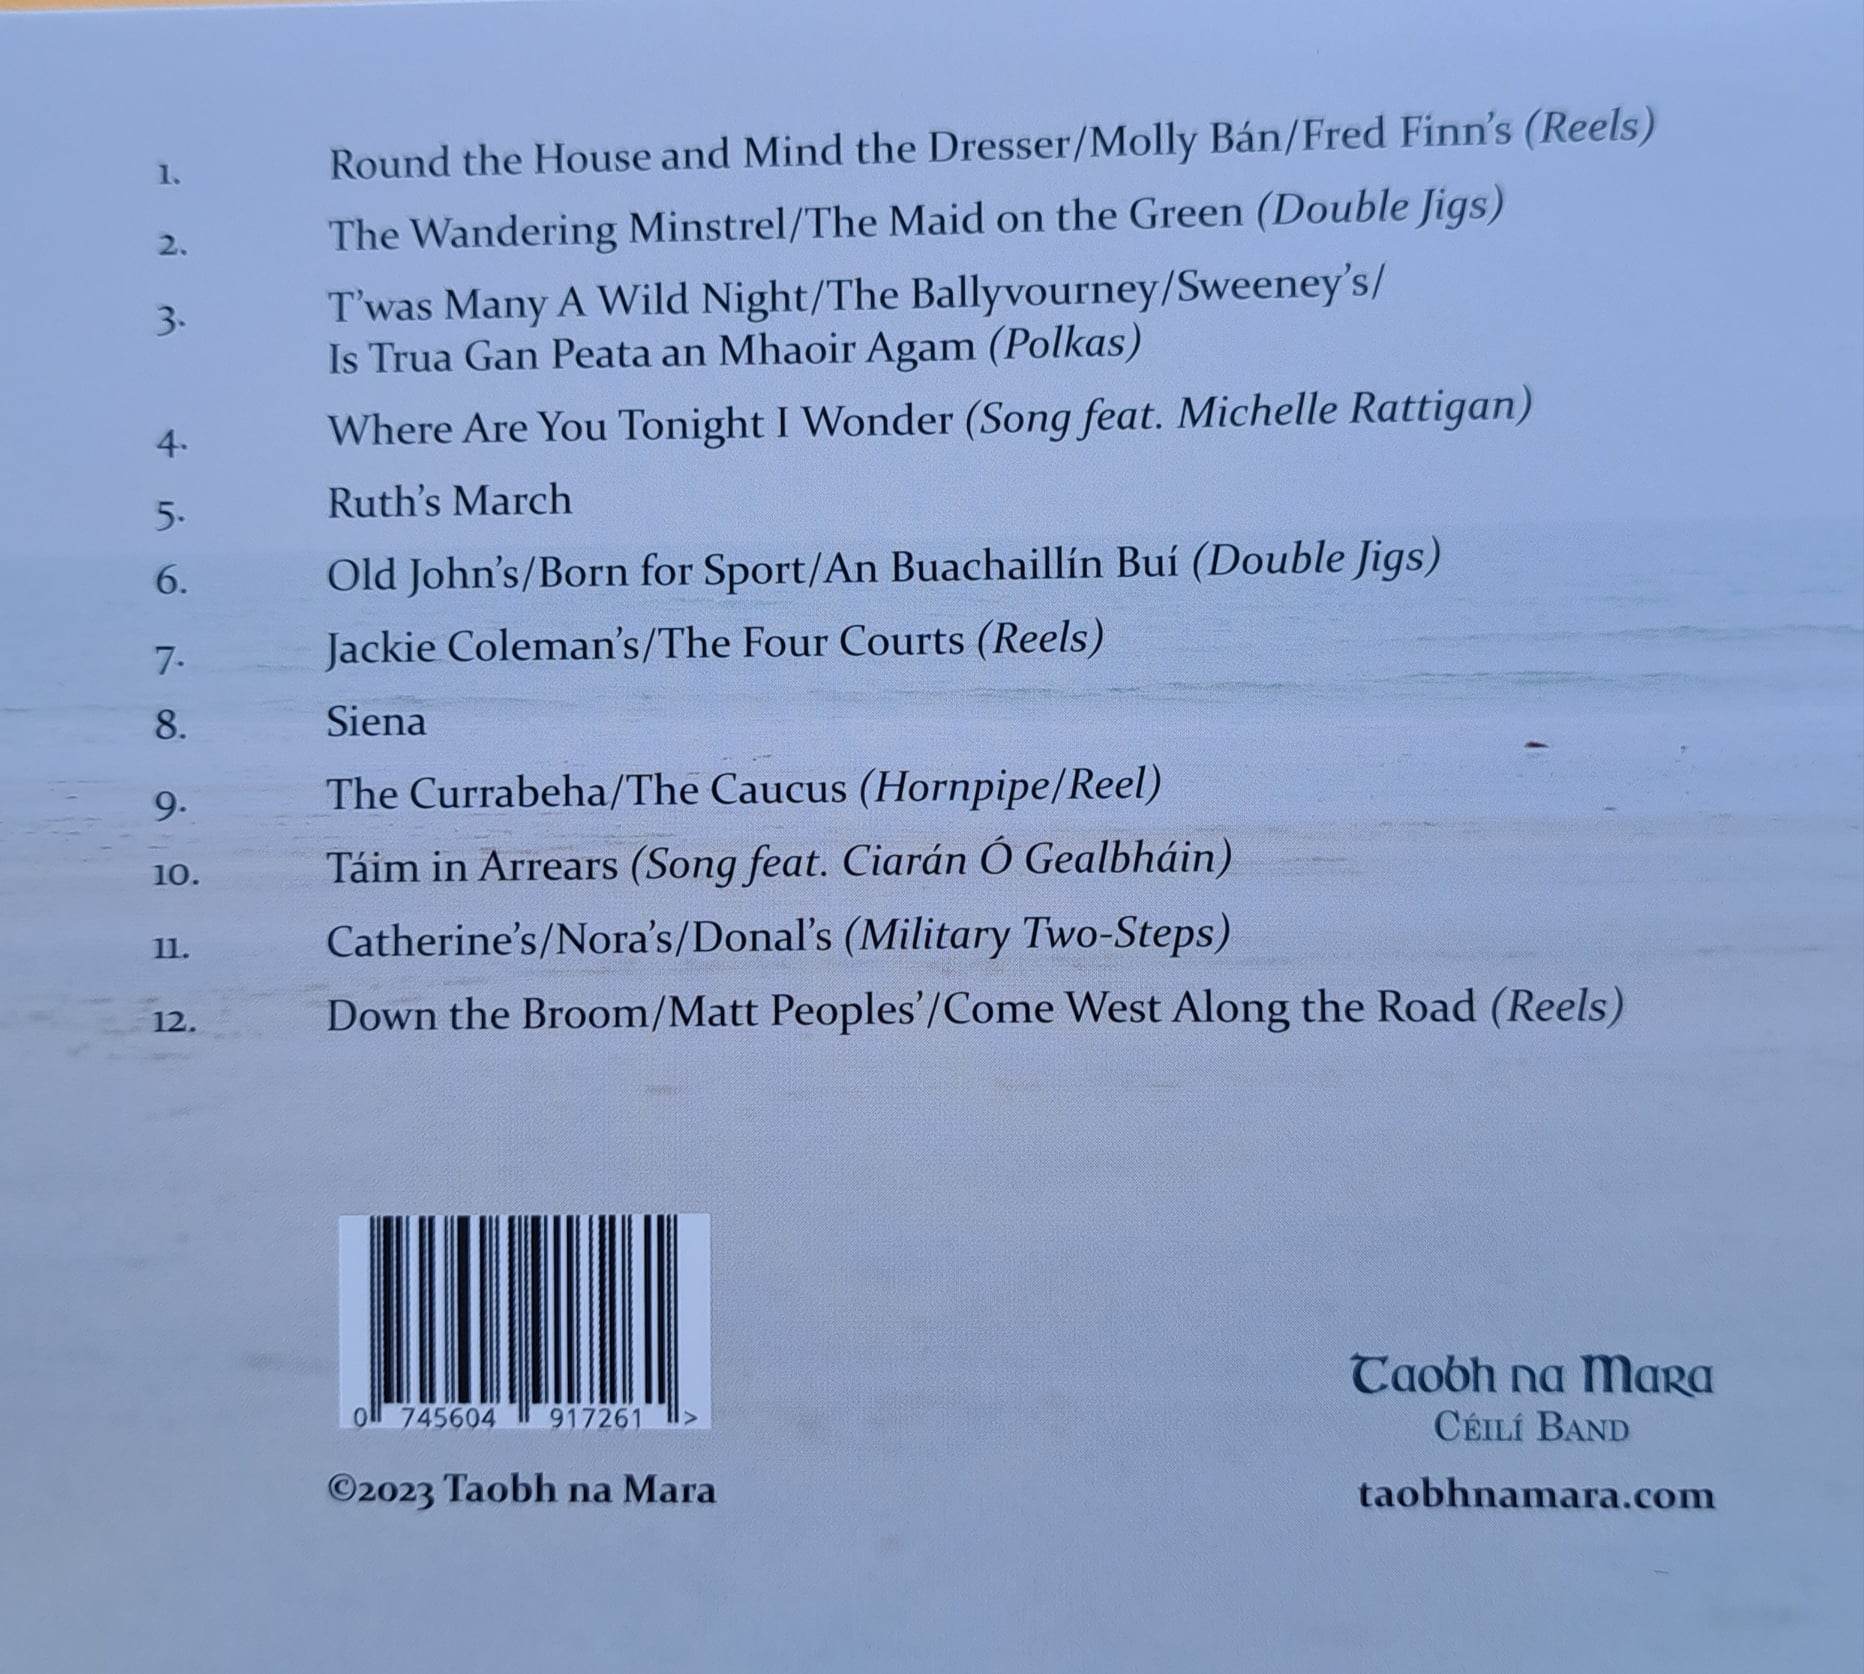 1. Round the House and Mind the Dresser/Molly Bán/Fred Finn's (Reels)
2. The Wandering Minstrel/The Maid on the Green (Double Jigs)
3. T'was Many A Wild Night/The Ballyvourney/Sweeney's/
Is Trua Gan Peata an Mhaoir Agam (Polkas)
4. Where Are You Tonight I Wonder (Song feat. Michelle Rattigan)
5. Ruth's March
6. Old John's/Born for Sport/An Buachaillín Buí (Double Jigs)
7. Jackie Coleman's/The Four Courts (Reels)
8. Siena
9. The Currabeha/The Caucus (Hornpipe/Reel)
10. Táim in Arrears (Song feat. Ciarán Ó Gealbháin)
11. Catherine's/Nora's/Donal's (Military Two-Steps)
12. Down the Broom/Matt Peoples'/Come West Along the Road (Reels)
0 745604 917261 >
©2023 Taobh na Mara
Taobh na Mara
Céilí Band
taobhnamara.com